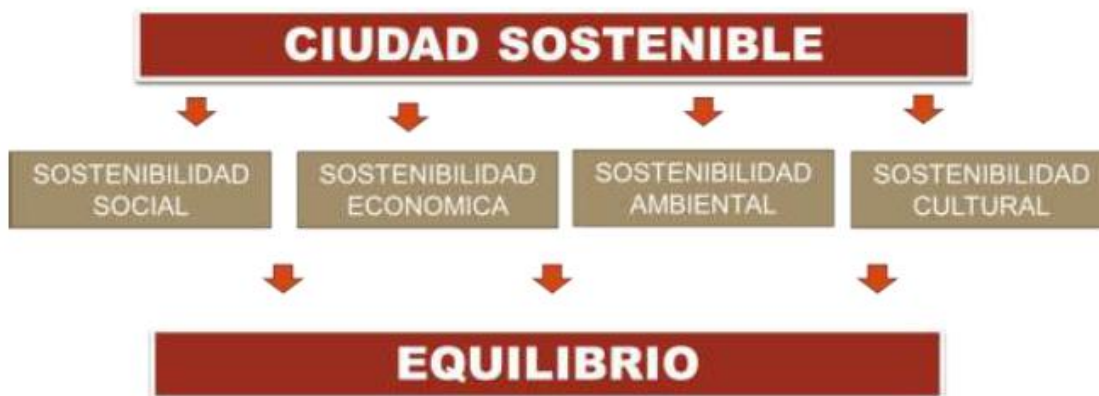 CIUDAD SOSTENIBLE
SOSTENIBILIDAD
SOCIAL
SOSTENIBILIDAD
ECONOMICA
SOSTENIBILIDAD
AMBIENTAL
SOSTENIBILIDAD
CULTURAL
EQUILIBRIO